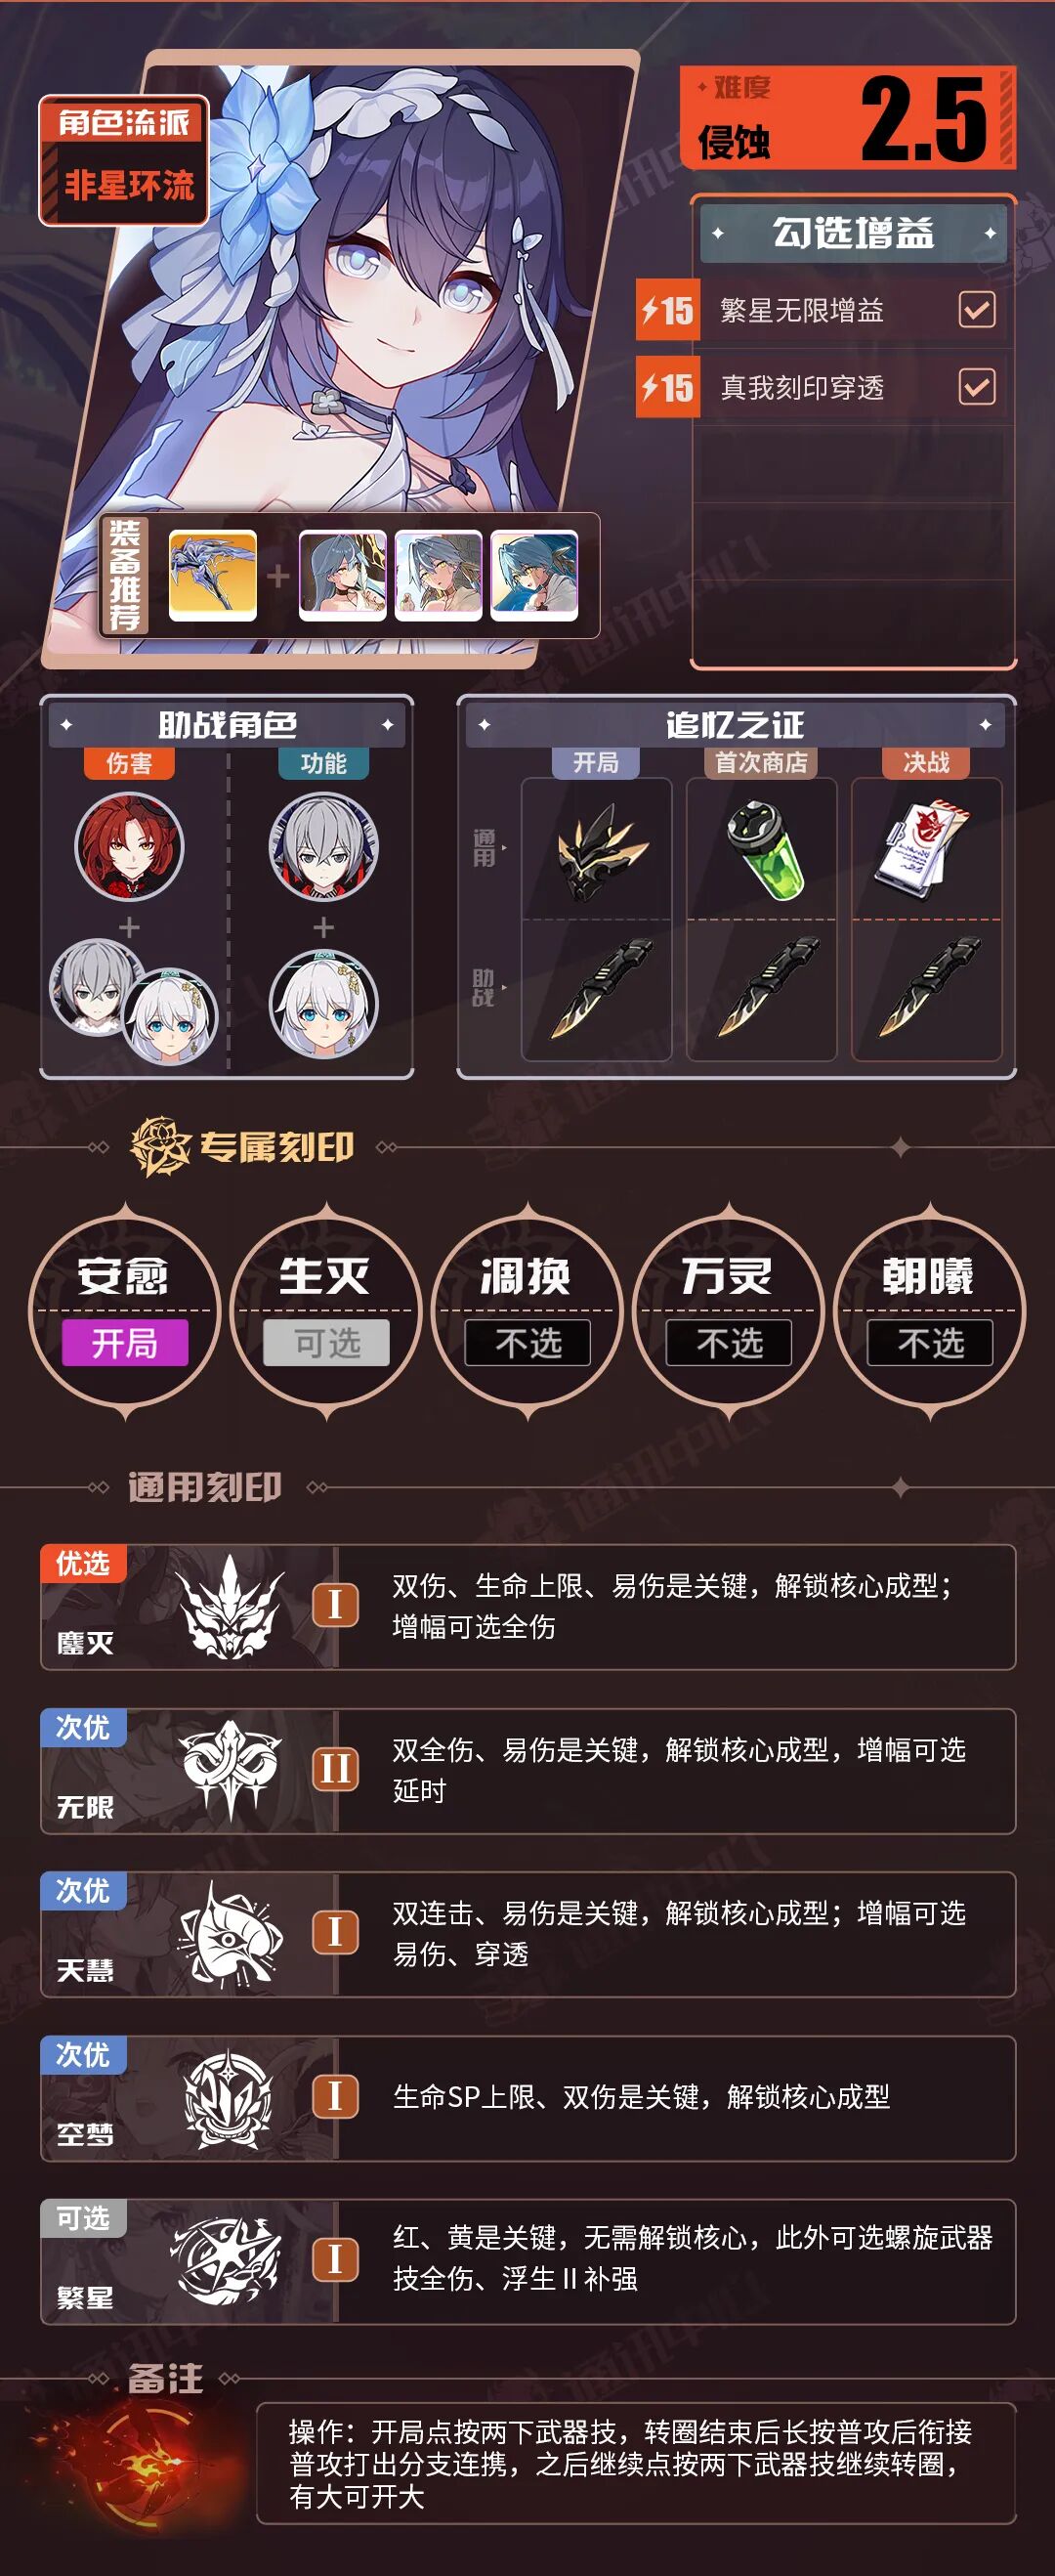 角色流派
非星环流
难度
侵蚀
2.5
勾选增益
15 繁星无限增益
15 真我刻印穿透
装备推荐
助战角色
伤害
功能
追忆之证
开局
首次商店
决战
通用
助战
专属刻印
安愈
开局
生灭
可选
凋换
不选
万灵
不选
朝曦
不选
通用刻印
优选
鏖灭
I
双伤、生命上限、易伤是关键，解锁核心成型；
增幅可选全伤
次优
无限
II
双全伤、易伤是关键，解锁核心成型，增幅可选
延时
次优
天慧
I
双连击、易伤是关键，解锁核心成型；增幅可选
易伤、穿透
次优
空梦
I
生命SP上限、双伤是关键，解锁核心成型
可选
繁星
I
红、黄是关键，无需解锁核心，此外可选螺旋武器
技全伤、浮生Ⅱ补强
备注
操作：开局点按两下武器技，转圈结束后长按普攻后衔接
普攻打出分支连携，之后继续点按两下武器技继续转圈，
有大可开大